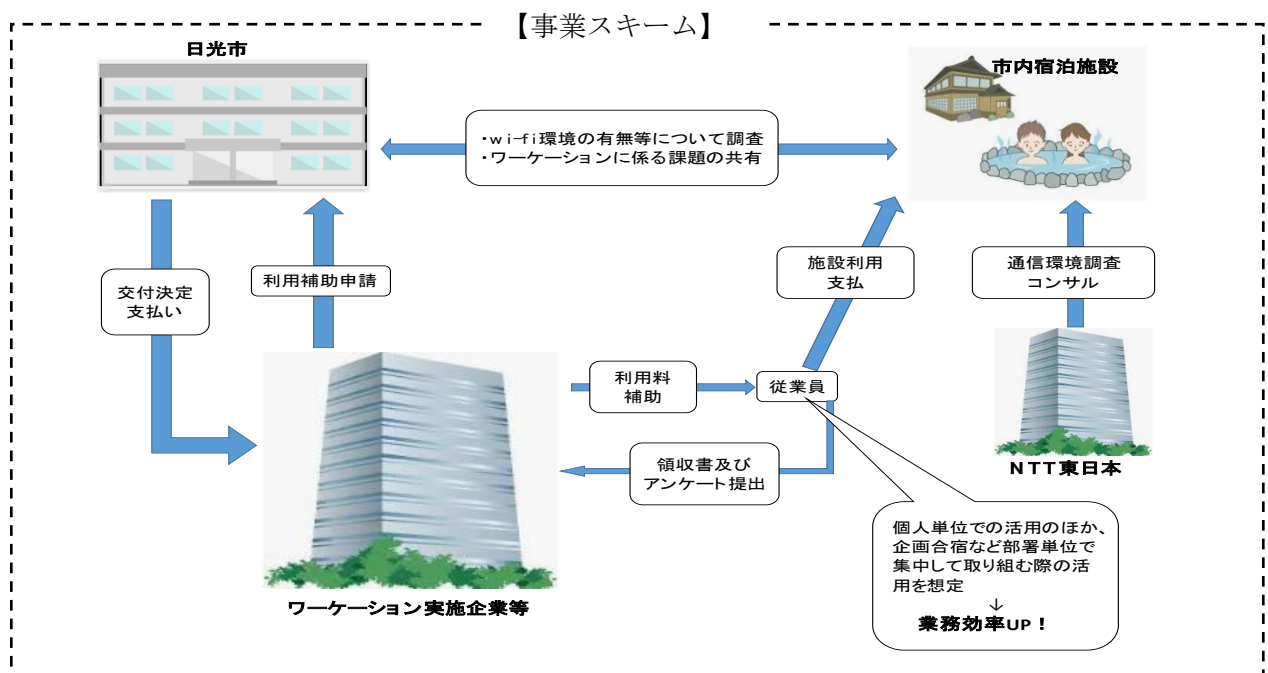 【事業スキーム】
日光市
市内宿泊施設
・wi-fi環境の有無等について調査
・ワーケーションに係る課題の共有
交付決定
支払い
利用補助申請
施設利用
支払
通信環境調査
コンサル
利用料
補助
従業員
領収書及び
アンケート提出
NTT東日本
ワーケーション実施企業等
個人単位での活用のほか、
企画合宿など部署単位で
集中して取り組む際の活
用を想定
↓
業務効率UP！